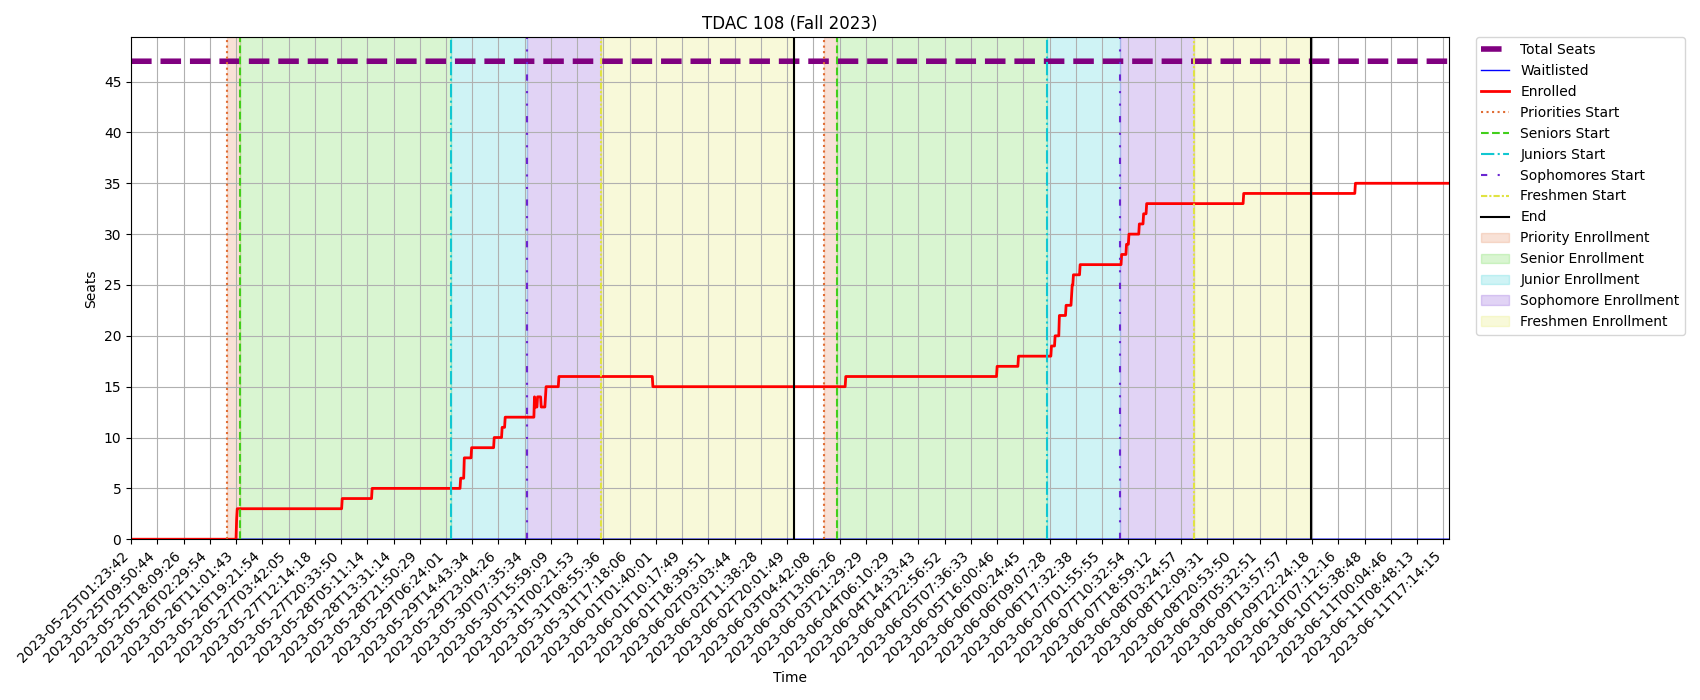 TDAC 108 (Fall 2023)
Seats
45
40
35
30
25
20
15
10
5
0
2023-05-25T01:23:42
2023-05-25T09:50:44
2023-05-25T18:09:26
2023-05-26T02:29:54
2023-05-26T11:01:43
2023-05-26T19:21:54
2023-05-27T03:42:05
2023-05-27T12:14:18
2023-05-27T20:33:50
2023-05-28T05:11:14
2023-05-28T13:31:14
2023-05-28T21:50:29
2023-05-29T06:24:01
2023-05-29T14:43:34
2023-05-29T23:04:26
2023-05-30T07:35:34
2023-05-30T15:59:09
2023-05-31T00:21:53
2023-05-31T08:55:36
2023-05-31T17:18:06
2023-06-01T01:40:01
2023-06-01T10:17:49
2023-06-01T18:39:51
2023-06-02T03:03:44
2023-06-02T11:38:28
2023-06-02T20:01:49
2023-06-03T04:42:08
2023-06-03T13:06:26
2023-06-03T21:29:29
2023-06-04T06:10:29
2023-06-04T14:33:43
2023-06-04T22:56:52
2023-06-05T07:36:33
2023-06-05T16:00:46
2023-06-06T00:24:45
2023-06-06T09:07:28
2023-06-06T17:32:38
2023-06-07T01:55:55
2023-06-07T10:32:54
2023-06-07T18:59:12
2023-06-08T03:24:57
2023-06-08T12:09:31
2023-06-08T20:53:50
2023-06-09T05:32:51
2023-06-09T13:57:57
2023-06-09T22:24:18
2023-06-10T07:12:16
2023-06-10T15:38:48
2023-06-11T00:04:46
2023-06-11T08:48:13
2023-06-11T17:14:15
Time
Total Seats
Waitlisted
Enrolled
Priorities Start
Seniors Start
Juniors Start
Sophomores Start
Freshmen Start
End
Priority Enrollment
Senior Enrollment
Junior Enrollment
Sophomore Enrollment
Freshmen Enrollment